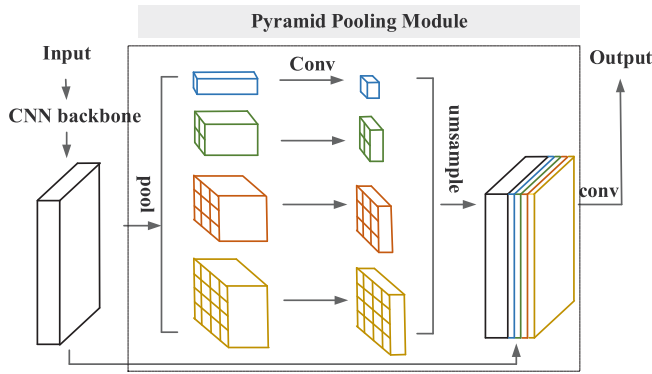 Pyramid Pooling Module
Input
Conv
Output
CNN backbone
pool
umsample
conv